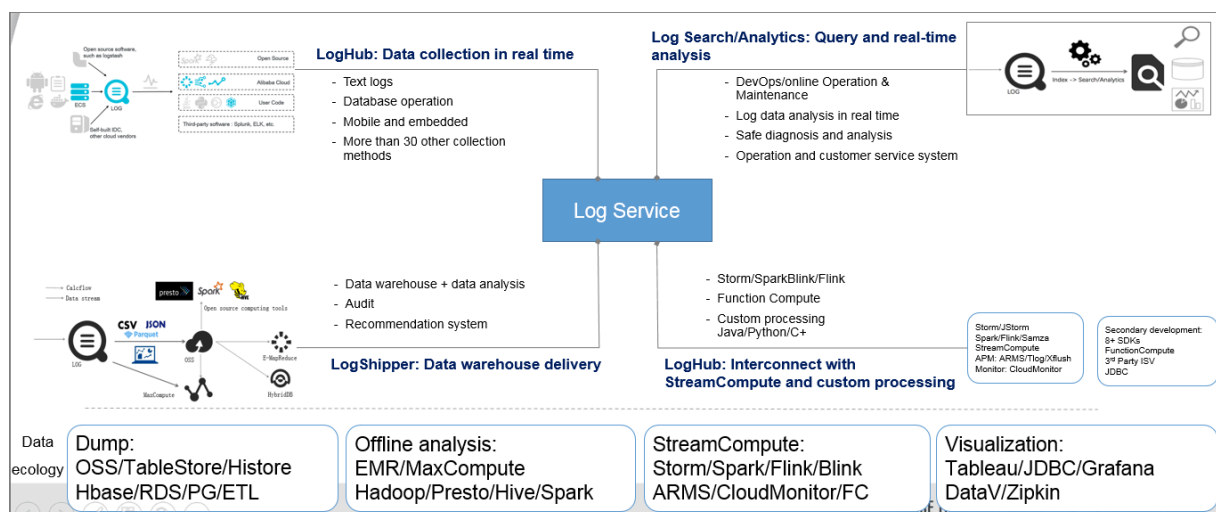 Open source software,
such as logstash
ECS
LOG
Self-built IDC,
other cloud vendors
Spark
Open Source
Alibaba Cloud
User Code
Third-party software : Splunk, ELK, etc.
LogHub: Data collection in real time
- Text logs
- Database operation
- Mobile and embedded
- More than 30 other collection
methods
Log Search/Analytics: Query and real-time
analysis
- DevOps/online Operation &
Maintenance
- Log data analysis in real time
- Safe diagnosis and analysis
- Operation and customer service system
LOG
Index -> Search/Analytics
Log Service
Calcflow
Data stream
presto
Spark
HIVE
Open source computing tools
CSV JSON
Parquet
LOG
OSS
E-MapReduce
MaxCompute
HybridDB
- Data warehouse + data analysis
- Audit
- Recommendation system
LogShipper: Data warehouse delivery
- Storm/SparkBlink/Flink
- Function Compute
- Custom processing
Java/Python/C+
LogHub: Interconnect with
StreamCompute and custom processing
Storm/JStorm
Spark/Flink/Samza
StreamCompute
APM: ARMS/Tlog/Xflush
Monitor: CloudMonitor
Secondary development:
8+ SDKs
FunctionCompute
3rd Party ISV
JDBC
Data
ecology
Dump:
OSS/TableStore/Histore
Hbase/RDS/PG/ETL
Offline analysis:
EMR/MaxCompute
Hadoop/Presto/Hive/Spark
StreamCompute:
Storm/Spark/Flink/Blink
ARMS/CloudMonitor/FC
Visualization:
Tableau/JDBC/Grafana
DataV/Zipkin